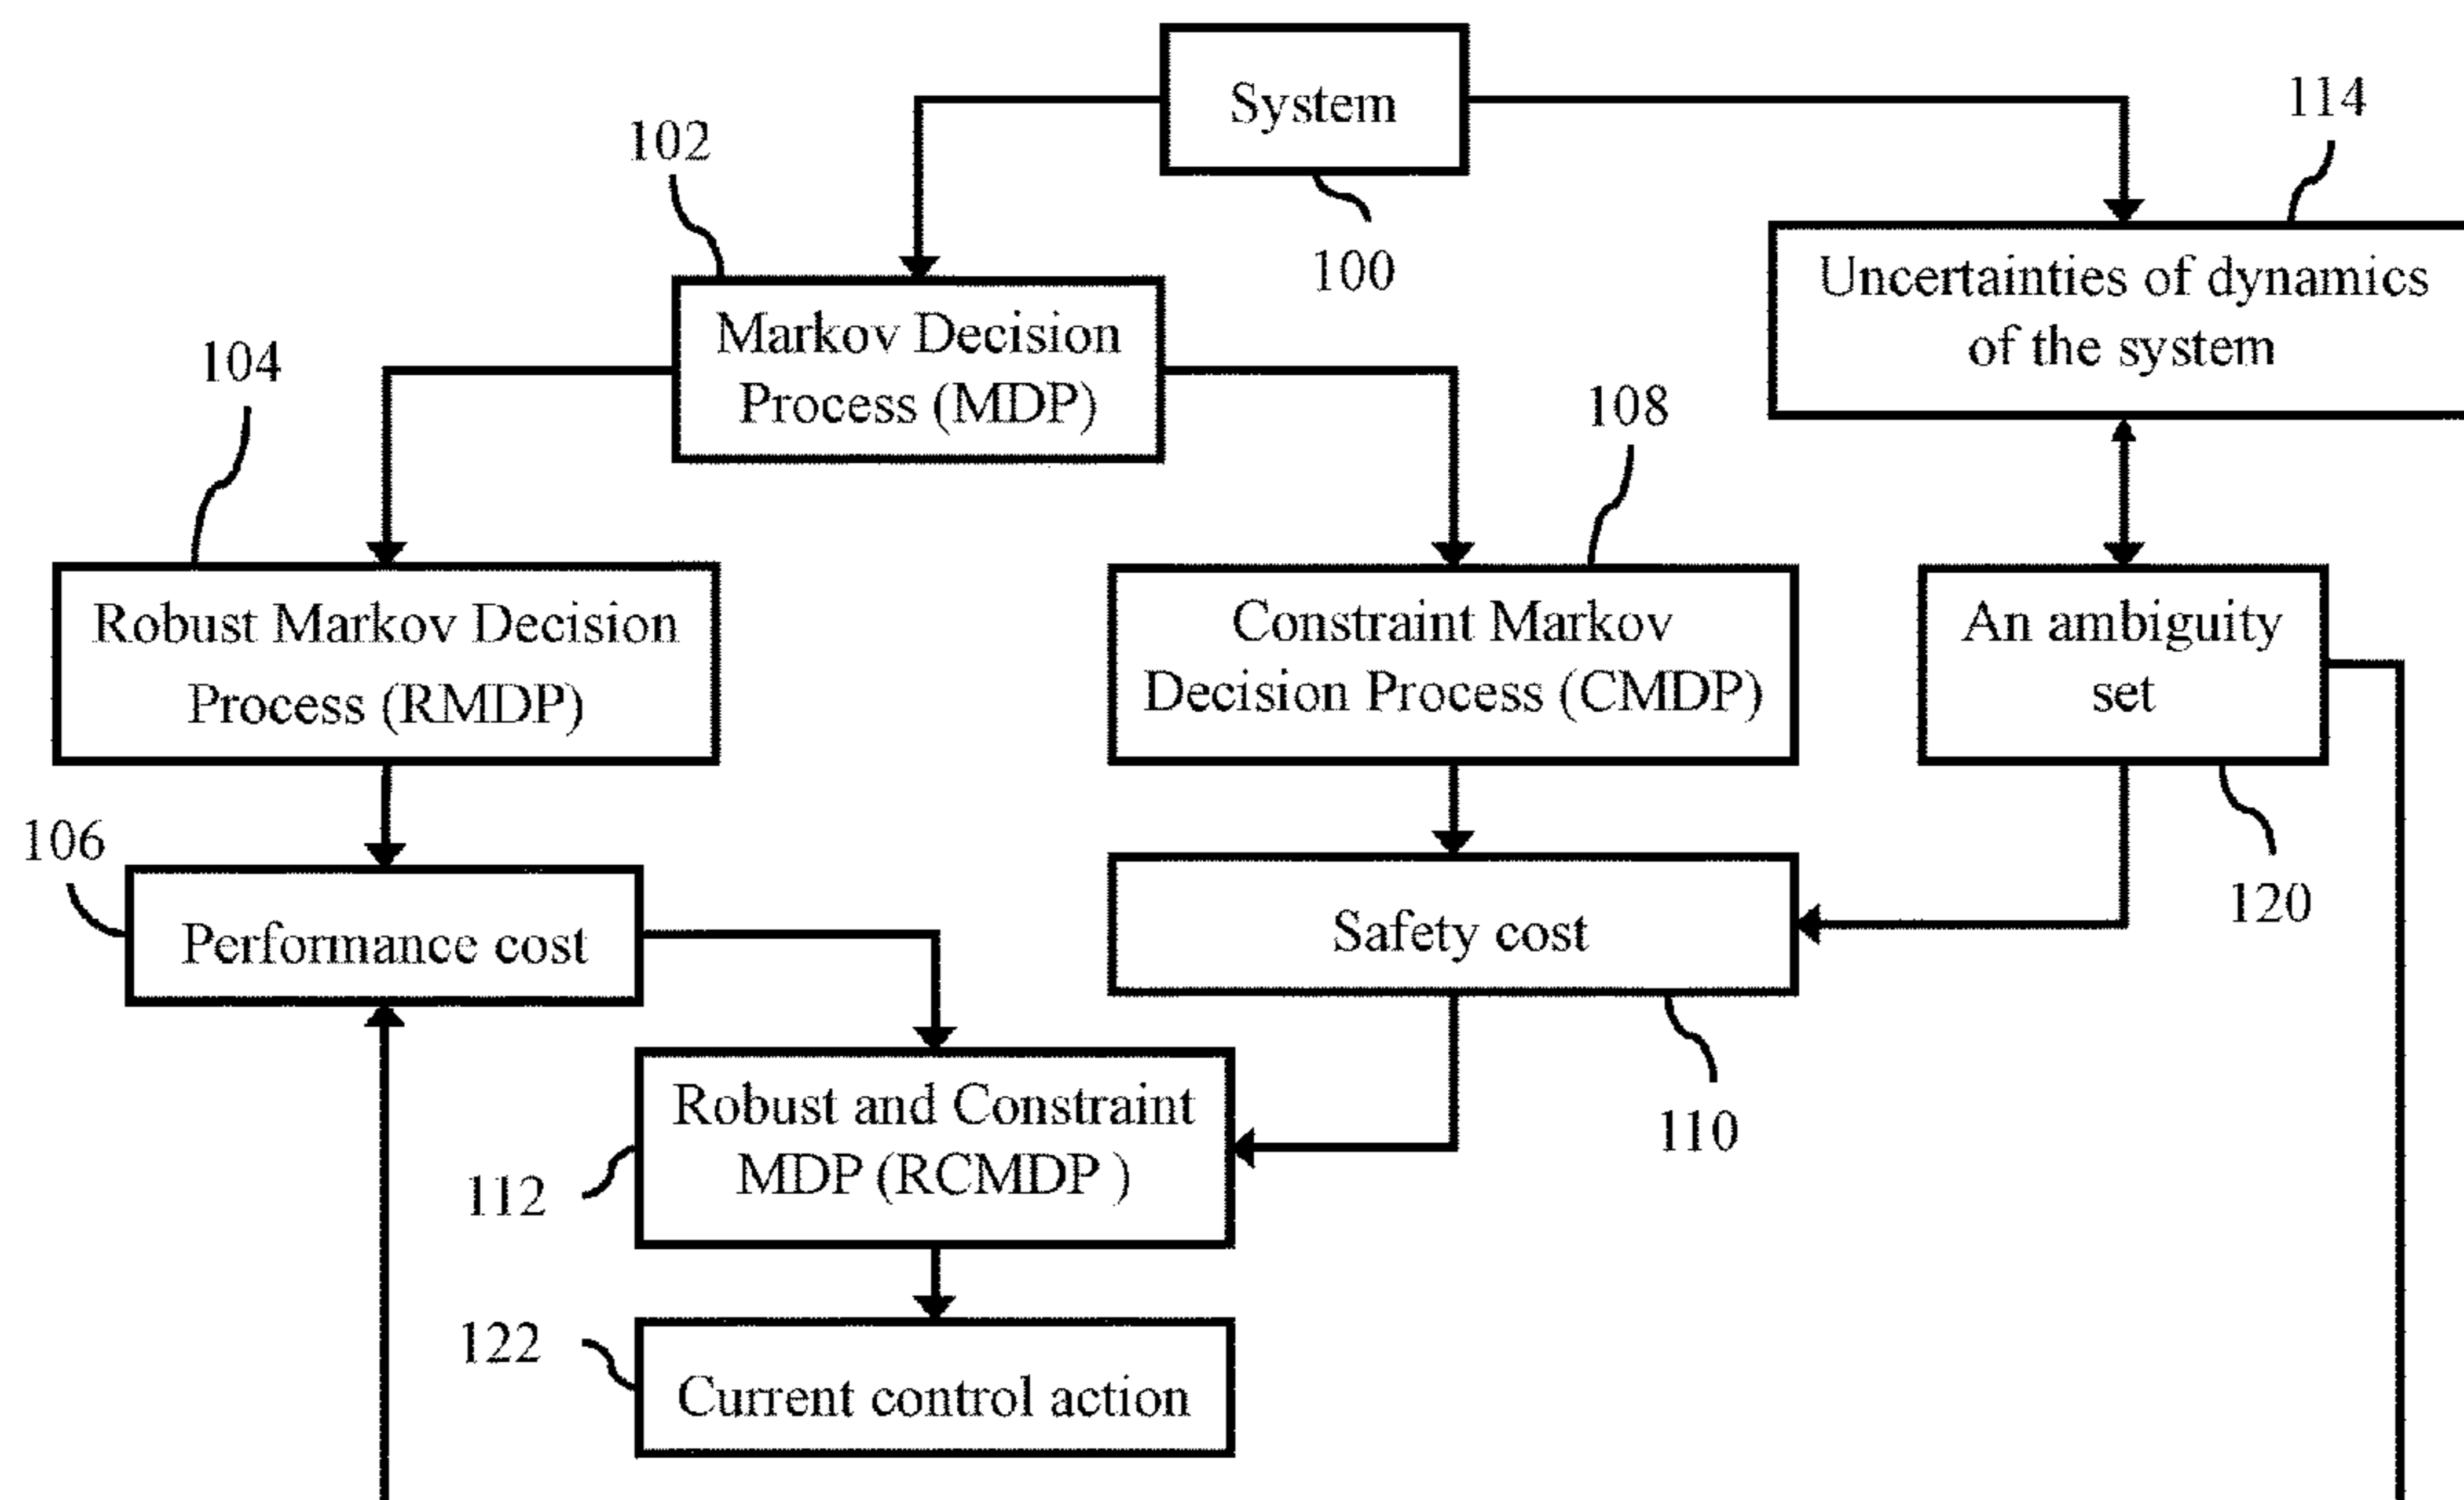 System
114
102
100
Uncertainties of dynamics
of the system
Markov Decision
Process (MDP)
104
108
Robust Markov Decision
Process (RMDP)
Constraint Markov
Decision Process (CMDP)
An ambiguity
set
106
120
Performance cost
Safety cost
Robust and Constraint
MDP (RCMDP )
110
112
122
Current control action